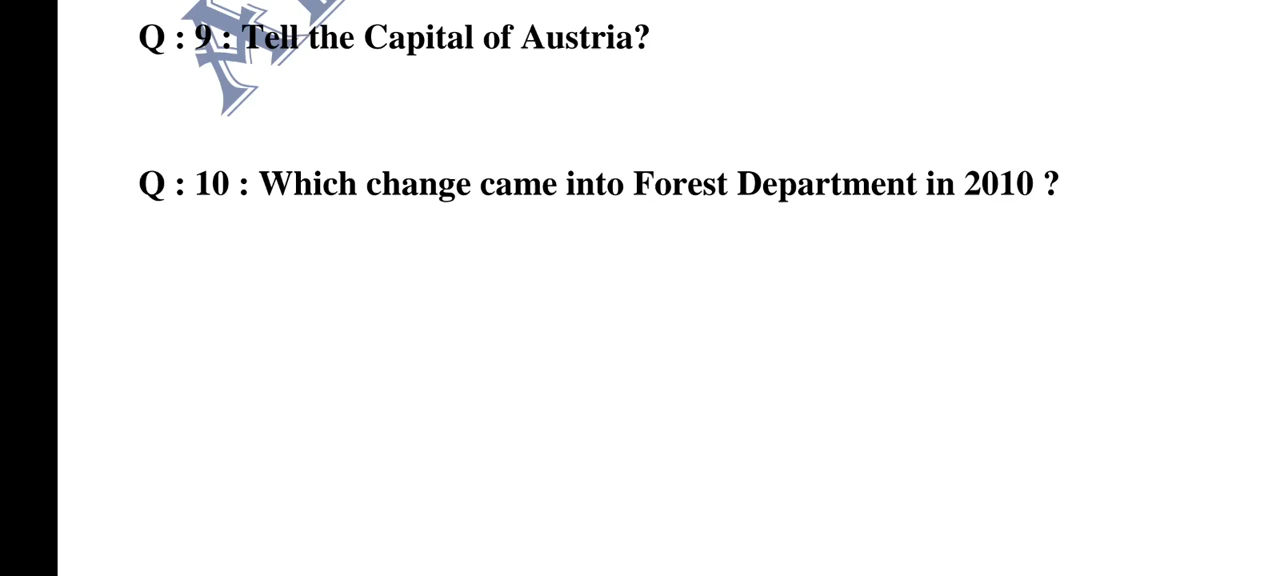 Q : 9 : Tell the Capital of Austria?
Q : 10 : Which change came into Forest Department in 2010 ?